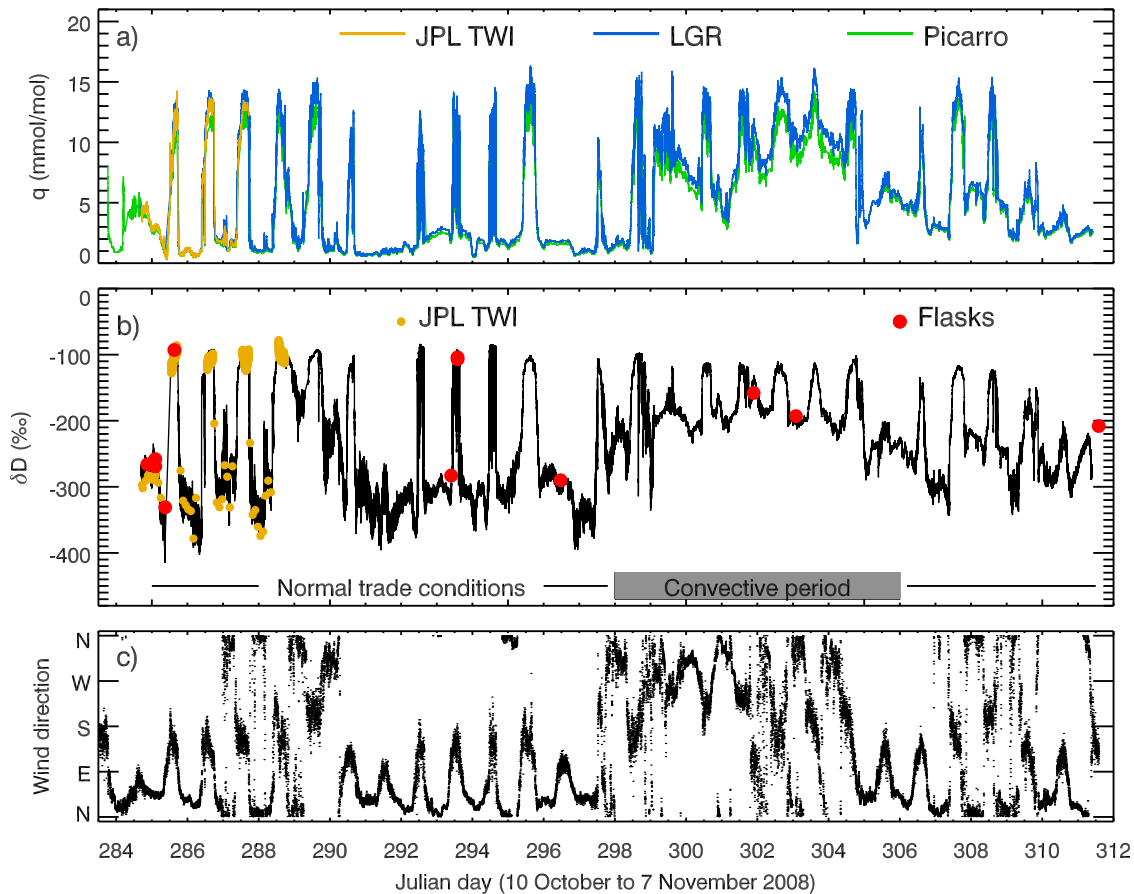 a)
JPL TWI
LGR
Picarro
q (mmol/mol)
20
15
10
5
0
b)
JPL TWI
Flasks
δD (‰)
0
-100
-200
-300
-400
Normal trade conditions
Convective period
c)
Wind direction
N
W
S
E
N
284 286 288 290 292 294 296 298 300 302 304 306 308 310 312
Julian day (10 October to 7 November 2008)